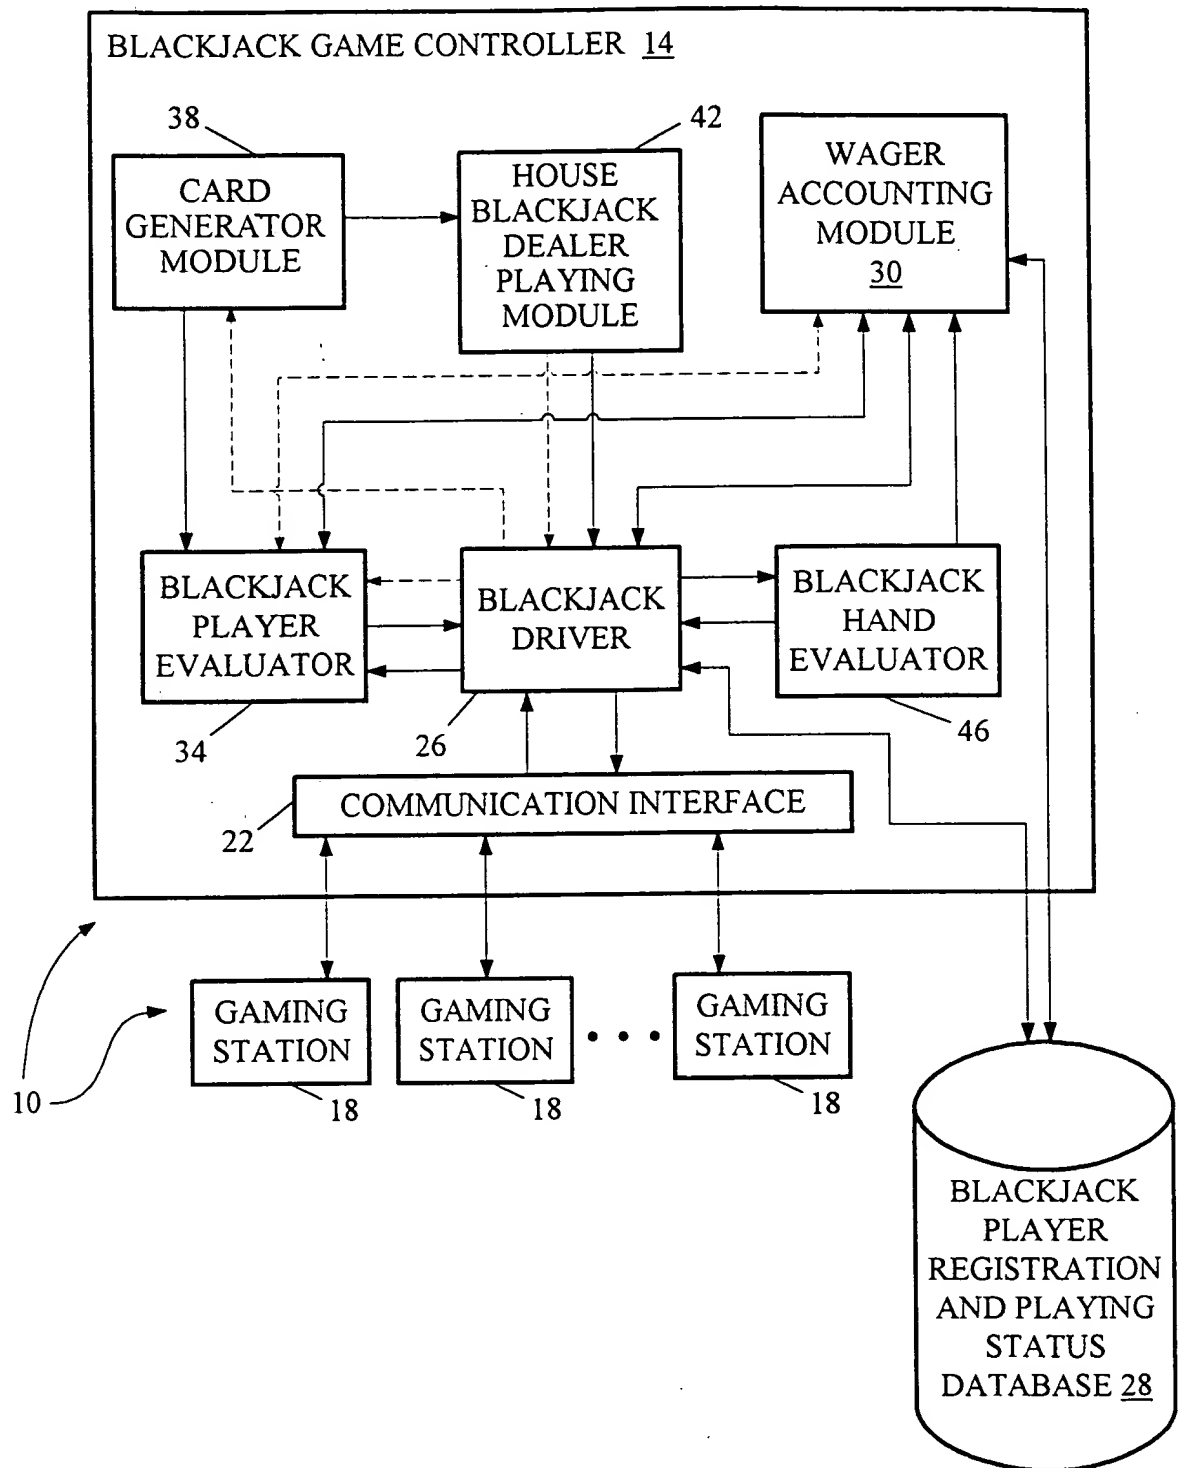 BLACKJACK GAME CONTROLLER 14
38
42
CARD
GENERATOR
MODULE
HOUSE
BLACKJACK
DEALER
PLAYING
MODULE
WAGER
ACCOUNTING
MODULE
30
BLACKJACK
PLAYER
EVALUATOR
BLACKJACK
DRIVER
BLACKJACK
HAND
EVALUATOR
34
26
46
COMMUNICATION INTERFACE
22
GAMING
STATION
GAMING
STATION
GAMING
STATION
10
18
18
18
BLACKJACK
PLAYER
REGISTRATION
AND PLAYING
STATUS
DATABASE 28